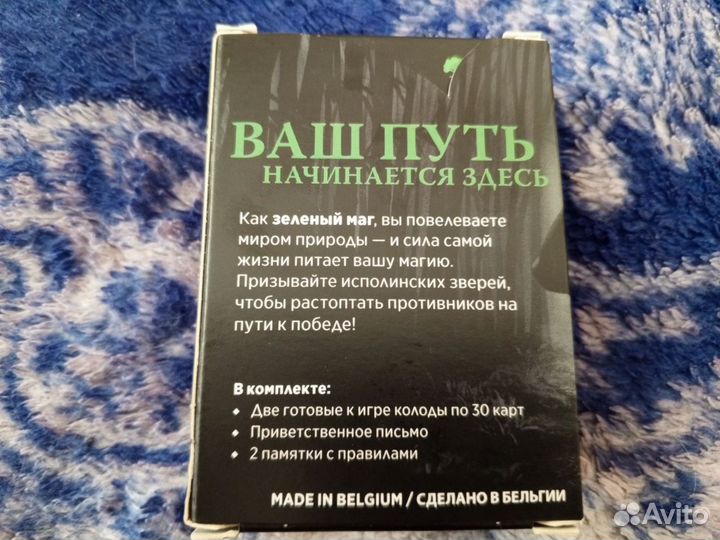 ВАШ ПУТЬ
НАЧИНАЕТСЯ ЗДЕСЬ
Как зеленый маг, вы повелеваете
миром природы — и сила самой
жизни питает вашу магию.
Призывайте исполинских зверей,
чтобы растоптать противников на
пути к победе!
В комплекте:
• Две готовые к игре колоды по 30 карт
• Приветственное письмо
• 2 памятки с правилами
MADE IN BELGIUM / СДЕЛАНО В БЕЛЬГИИ
Avito